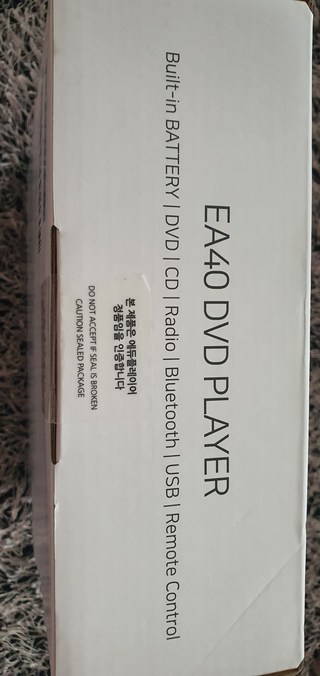 EA40 DVD PLAYER
Built-in BATTERY | DVD | CD | Radio | Bluetooth | USB | Remote Control
본 제품은 에듀플레이어
정품임을 인증합니다
DO NOT ACCEPT IF SEAL IS BROKEN
CAUTION SEALED PACKAGE